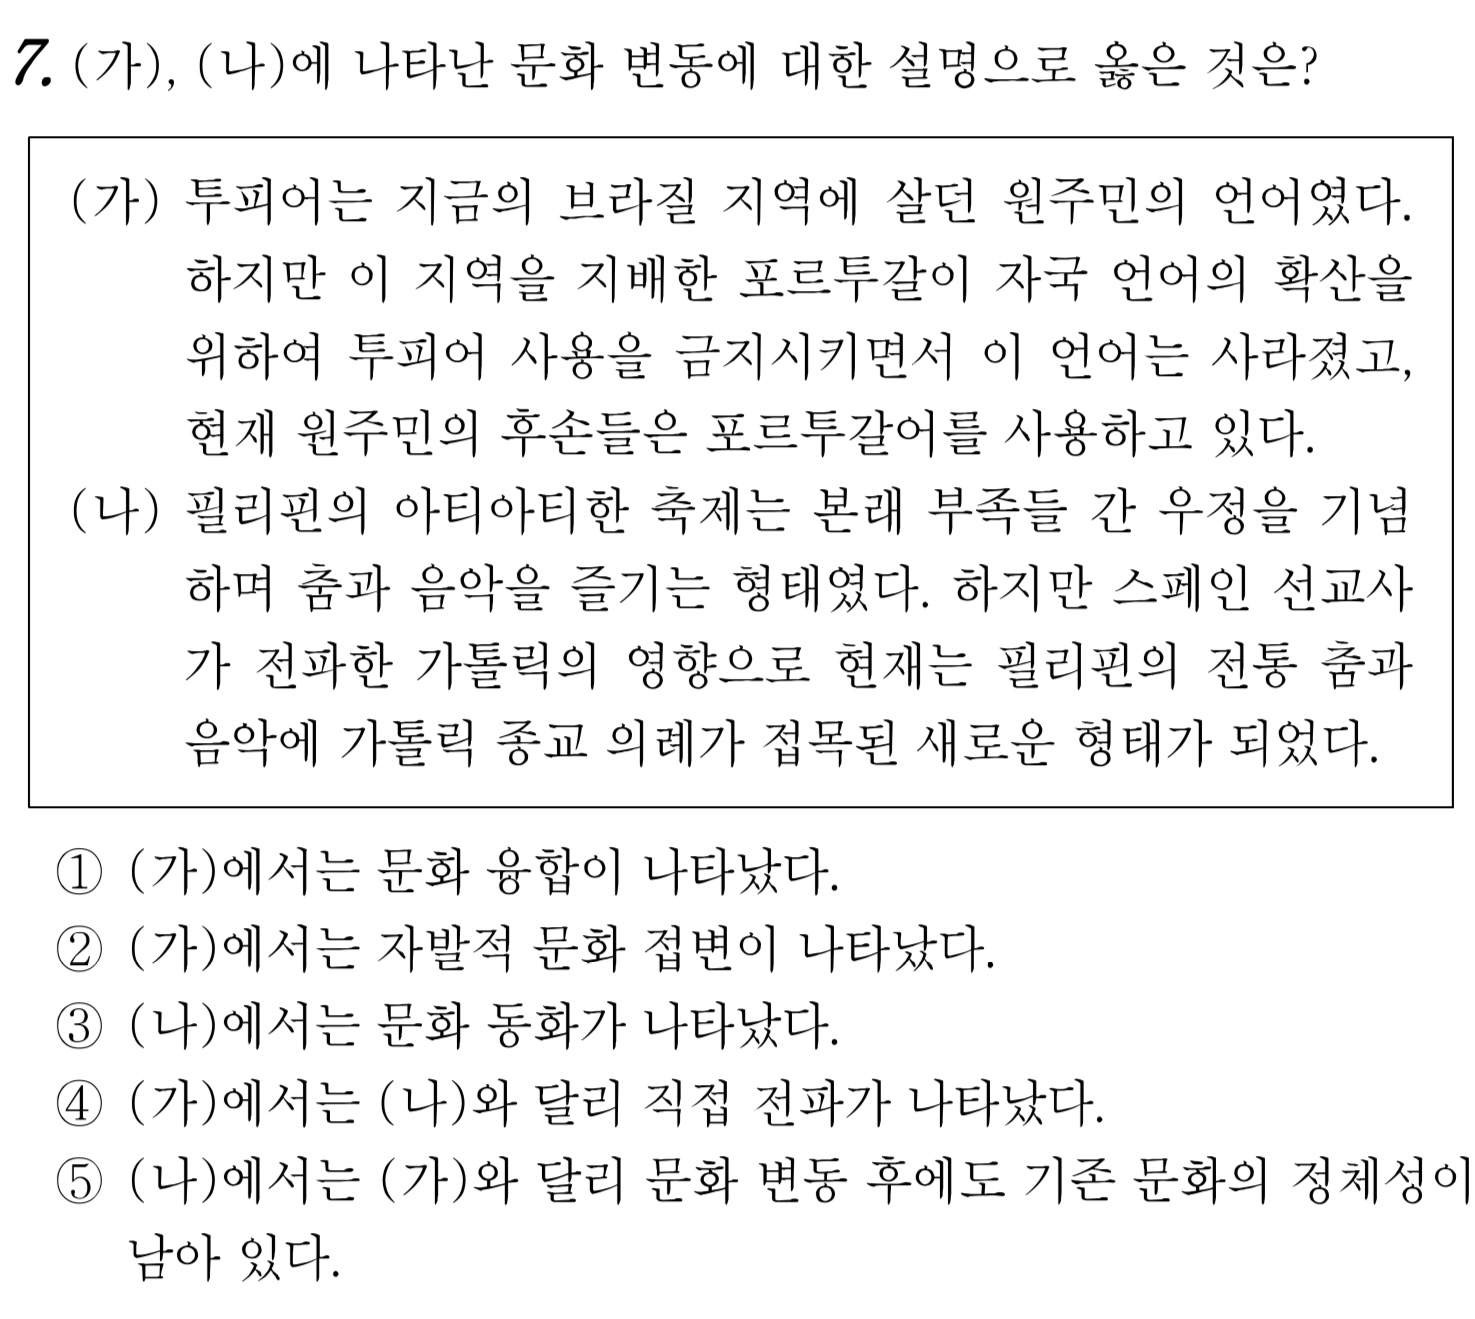 7. (가), (나)에 나타난 문화 변동에 대한 설명으로 옳은 것은?
(가) 투피어는 지금의 브라질 지역에 살던 원주민의 언어였다.
하지만 이 지역을 지배한 포르투갈이 자국 언어의 확산을
위하여 투피어 사용을 금지시키면서 이 언어는 사라졌고,
현재 원주민의 후손들은 포르투갈어를 사용하고 있다.
(나) 필리핀의 아티아티한 축제는 본래 부족들 간 우정을 기념
하며 춤과 음악을 즐기는 형태였다. 하지만 스페인 선교사
가 전파한 가톨릭의 영향으로 현재는 필리핀의 전통 춤과
음악에 가톨릭 종교 의례가 접목된 새로운 형태가 되었다.
① (가)에서는 문화 융합이 나타났다.
② (가)에서는 자발적 문화 접변이 나타났다.
③ (나)에서는 문화 동화가 나타났다.
④ (가)에서는 (나)와 달리 직접 전파가 나타났다.
⑤ (나)에서는 (가)와 달리 문화 변동 후에도 기존 문화의 정체성이
남아 있다.